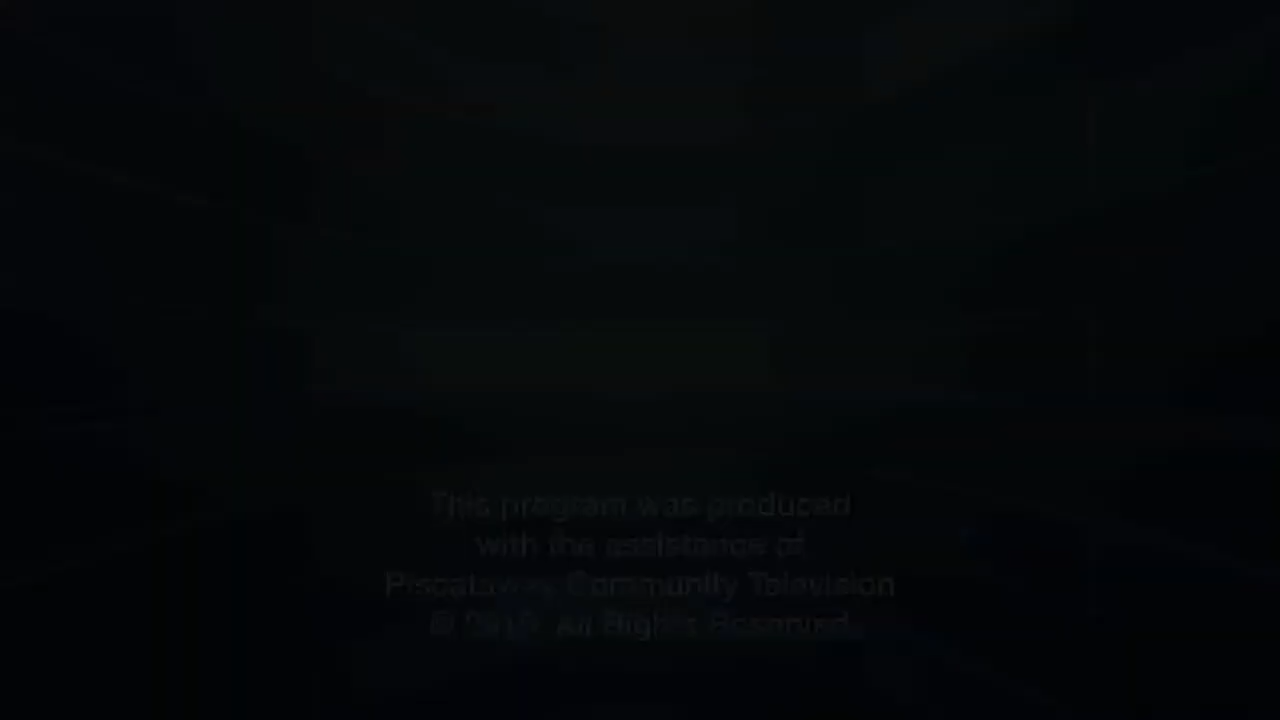 This program was produced
with the assistance of
Piscataway Community Television
© All Rights Reserved